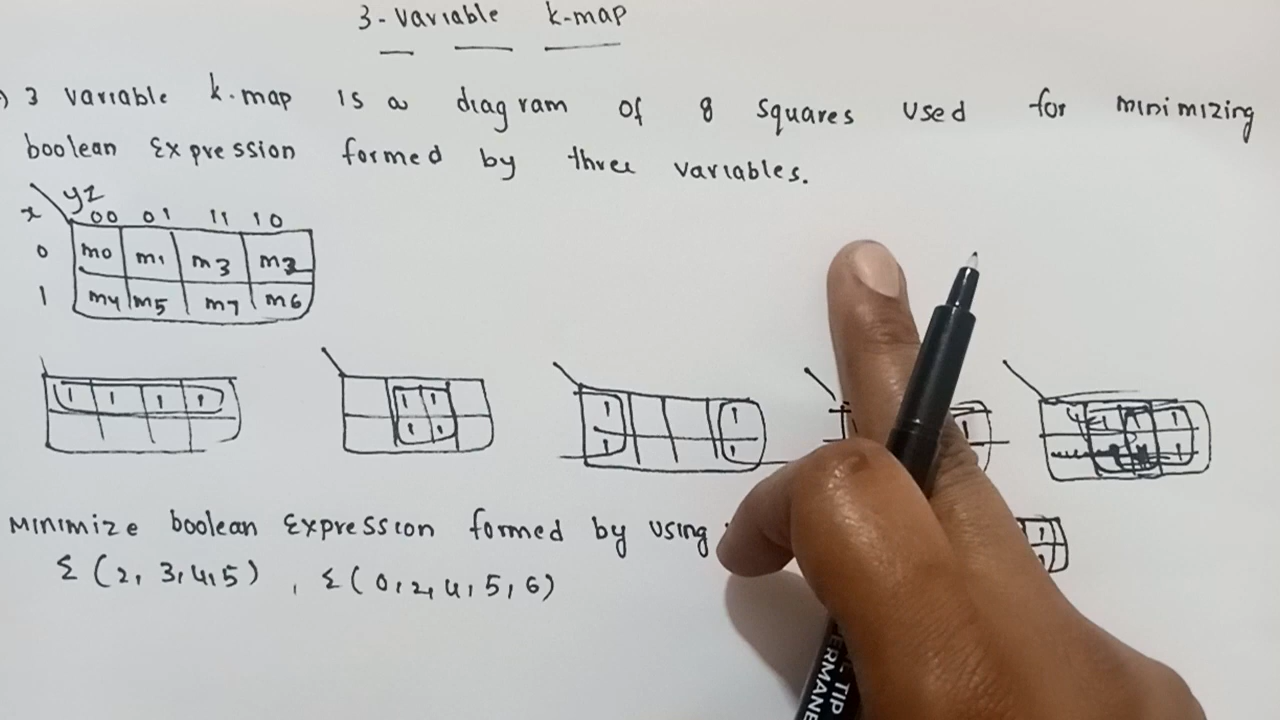 3-variable k-map
3 variable k.map is a diagram of 8 squares used for minimizing
boolean Expression formed by three variables.
yz
x 00 01 11 10
0 m0 m1 m3 m3
1 m4 m5 m7 m6
1 1 1 1 1 1 1 1 1 1
1 1 1 1
Minimize boolean Expression formed by using
Σ(2, 3, 4, 5) , Σ(0, 2, 4, 5, 6)
TIP
PERMANE